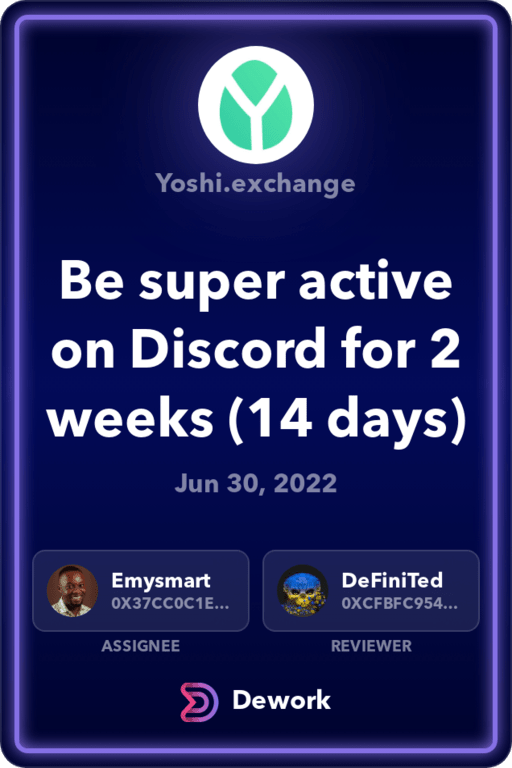 Yoshi.exchange
Be super active
on Discord for 2
weeks (14 days)
Jun 30, 2022
Emysmart
0X37CC0C1E...
ASSIGNEE
DeFiniTed
0XCFBFC954...
REVIEWER
Dework